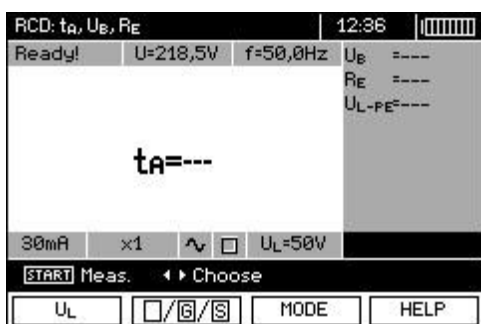 RCD: tA, UB, RE 12:36
Ready! U=218,5V f=50,0Hz
UB =---
RE =---
UL-PE=---
tA=---
30mA x1 ∿ □ UL=50V
START Meas. ◂ ▸ Choose
UL □/G/S MODE HELP